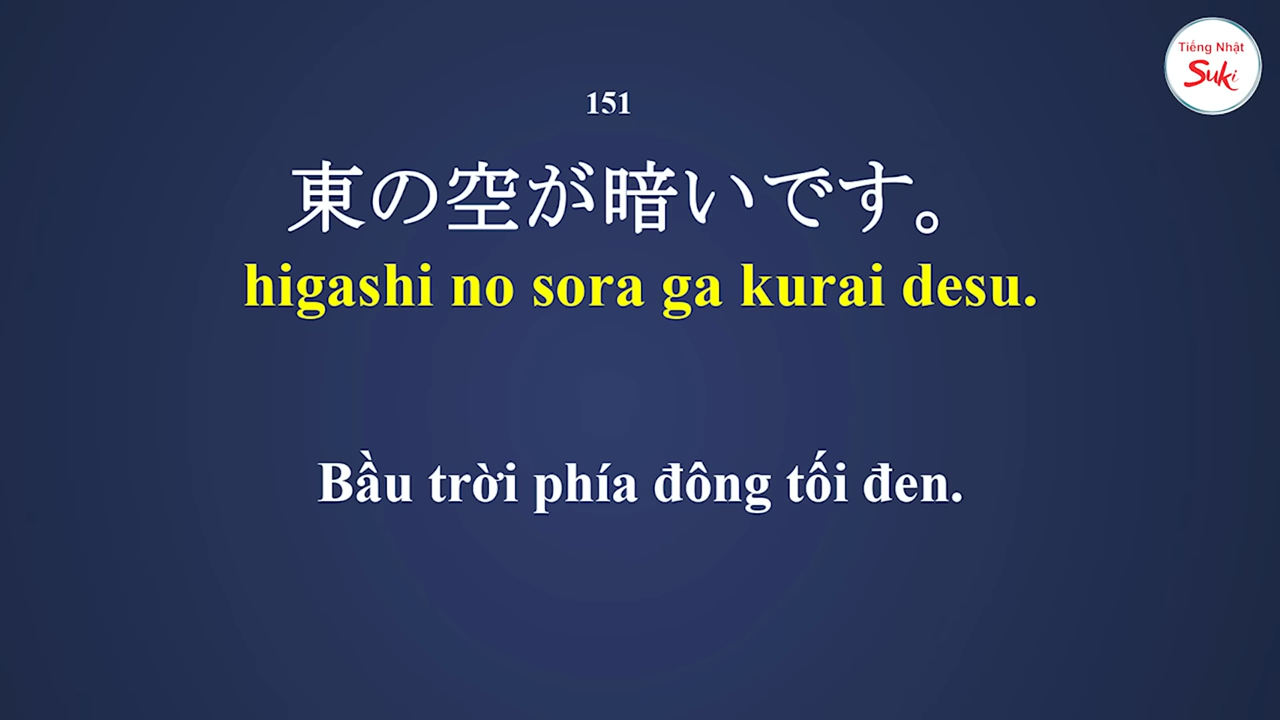 Tiếng Nhật
Suki
151
東の空が暗いです。
higashi no sora ga kurai desu.
Bầu trời phía đông tối đen.